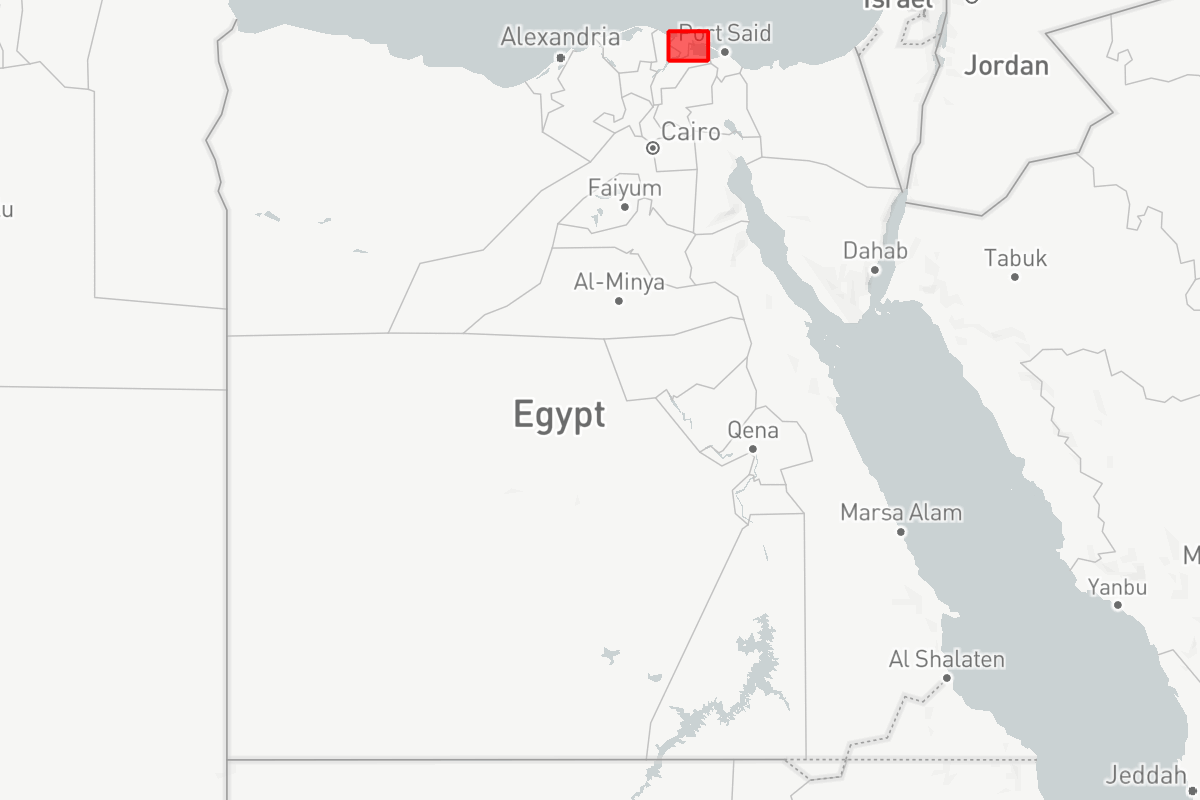 Israel
Alexandria
Port Said
Jordan
Cairo
Faiyum
Dahab
Tabuk
Al-Minya
Egypt
Qena
Marsa Alam
Yanbu
Al Shalaten
Jeddah